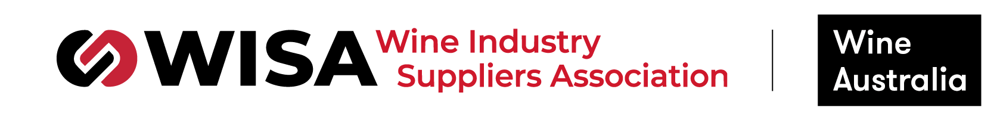 WISA
Wine Industry
Suppliers Association
Wine
Australia